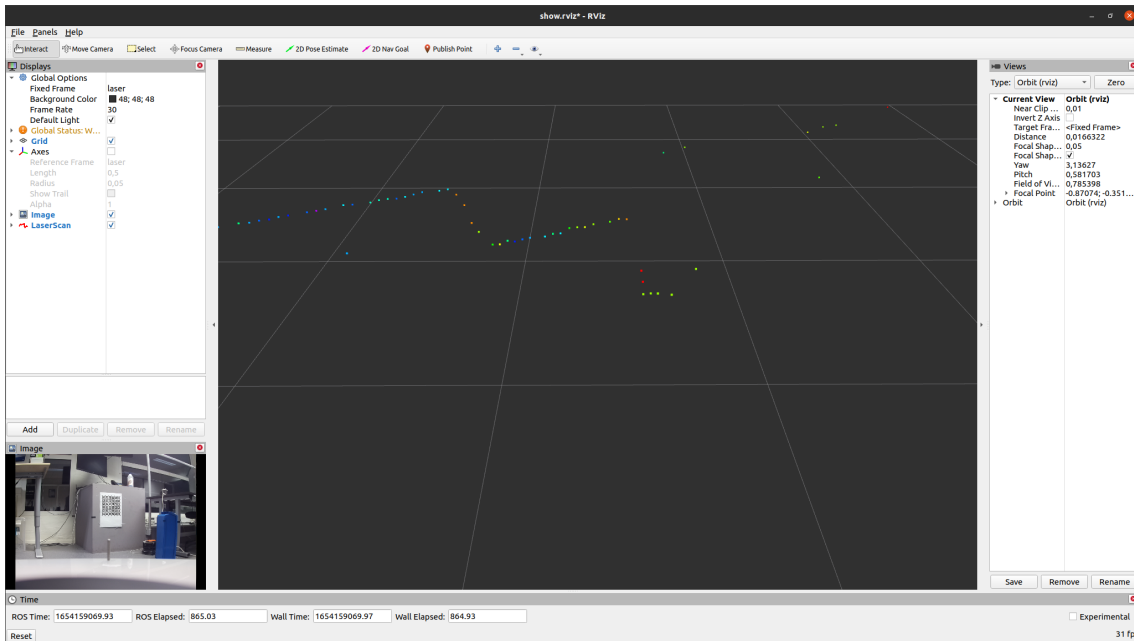 show.rviz* - RViz
File Panels Help
Interact Move Camera Select Focus Camera Measure 2D Pose Estimate 2D Nav Goal Publish Point
Displays
Global Options
Fixed Frame laser
Background Color 48; 48; 48
Frame Rate 30
Default Light
Global Status: W...
Grid
Axes
Reference Frame laser
Length 0,5
Radius 0,05
Show Trail
Alpha 1
Image
LaserScan
Add Duplicate Remove Rename
Image
Views
Type: Orbit (rviz) Zero
Current View Orbit (rviz)
Near Clip ... 0,01
Invert Z Axis
Target Fra... <Fixed Frame>
Distance 0,0166322
Focal Shap... 0,05
Focal Shap...
Yaw 3,13627
Pitch 0,581701
Field of Vi... 0,785398
Focal Point -0.87074; -0.351...
Orbit Orbit (rviz)
Save Remove Rename
Time
ROS Time: 1654159069.93 ROS Elapsed: 865.03 Wall Time: 1654159069.97 Wall Elapsed: 864.93 Experimental
Reset 31 fp